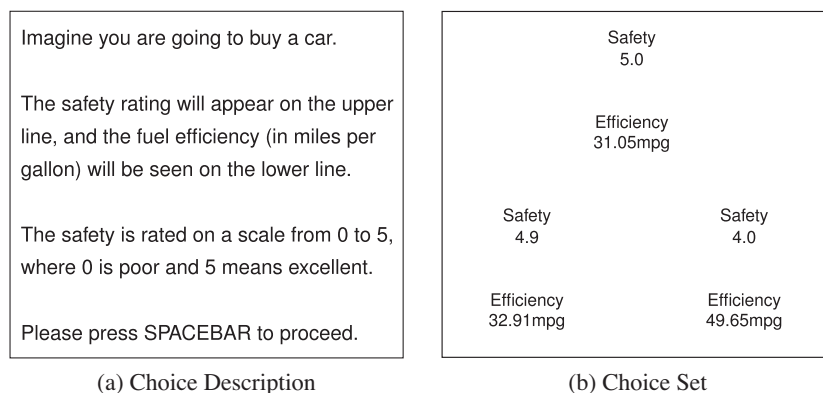 Imagine you are going to buy a car.
The safety rating will appear on the upper
line, and the fuel efficiency (in miles per
gallon) will be seen on the lower line.
The safety is rated on a scale from 0 to 5,
where 0 is poor and 5 means excellent.
Please press SPACEBAR to proceed.
(a) Choice Description
Safety
5.0
Efficiency
31.05mpg
Safety
4.9
Efficiency
32.91mpg
Safety
4.0
Efficiency
49.65mpg
(b) Choice Set